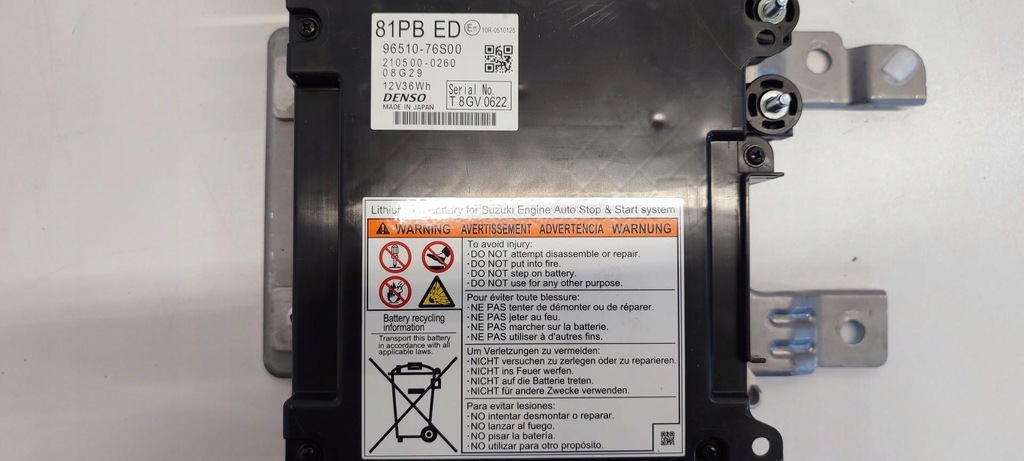 81PB ED
10R-0510125
96510-76S00
210500-0260
08G29
12V36Wh
DENSO
MADE IN JAPAN
Serial No.
T8GV0622
Battery for Suzuki Engine Auto Stop & Start system
WARNING AVERTISSEMENT ADVERTENCIA WARNUNG
To avoid injury:
·DO NOT attempt disassemble or repair.
·DO NOT put into fire.
·DO NOT step on battery.
·DO NOT use for any other purpose.
Battery recycling
information
Transport this battery
in accordance with all
applicable laws.
Pour éviter toute blessure:
·NE PAS tenter de démonter ou de réparer.
·NE PAS jeter au feu.
·NE PAS marcher sur la batterie.
·NE PAS utiliser à d'autres fins.
Um Verletzungen zu vermeiden:
·NICHT versuchen zu zerlegen oder zu reparieren.
·NICHT ins Feuer werfen.
·NICHT auf die Batterie treten.
·NICHT für andere Zwecke verwenden.
Para evitar lesiones:
·NO intentar desmontar o reparar.
·NO lanzar al fuego.
·NO pisar la batería.
·NO utilizar para otro propósito.